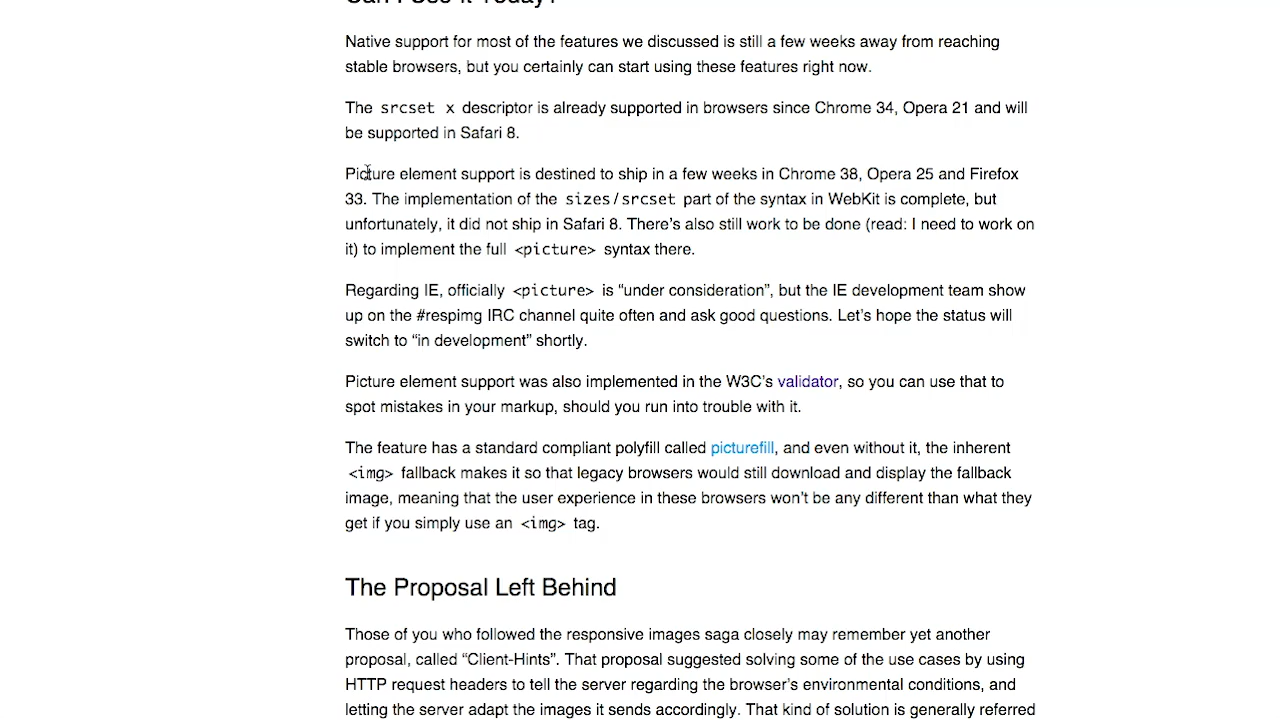 Can I Use It Today?
Native support for most of the features we discussed is still a few weeks away from reaching
stable browsers, but you certainly can start using these features right now.
The srcset x descriptor is already supported in browsers since Chrome 34, Opera 21 and will
be supported in Safari 8.
Picture element support is destined to ship in a few weeks in Chrome 38, Opera 25 and Firefox
33. The implementation of the sizes/srcset part of the syntax in WebKit is complete, but
unfortunately, it did not ship in Safari 8. There’s also still work to be done (read: I need to work on
it) to implement the full <picture> syntax there.
Regarding IE, officially <picture> is “under consideration”, but the IE development team show
up on the #respimg IRC channel quite often and ask good questions. Let’s hope the status will
switch to “in development” shortly.
Picture element support was also implemented in the W3C’s validator, so you can use that to
spot mistakes in your markup, should you run into trouble with it.
The feature has a standard compliant polyfill called picturefill, and even without it, the inherent
<img> fallback makes it so that legacy browsers would still download and display the fallback
image, meaning that the user experience in these browsers won’t be any different than what they
get if you simply use an <img> tag.
The Proposal Left Behind
Those of you who followed the responsive images saga closely may remember yet another
proposal, called “Client-Hints”. That proposal suggested solving some of the use cases by using
HTTP request headers to tell the server regarding the browser’s environmental conditions, and
letting the server adapt the images it sends accordingly. That kind of solution is generally referred